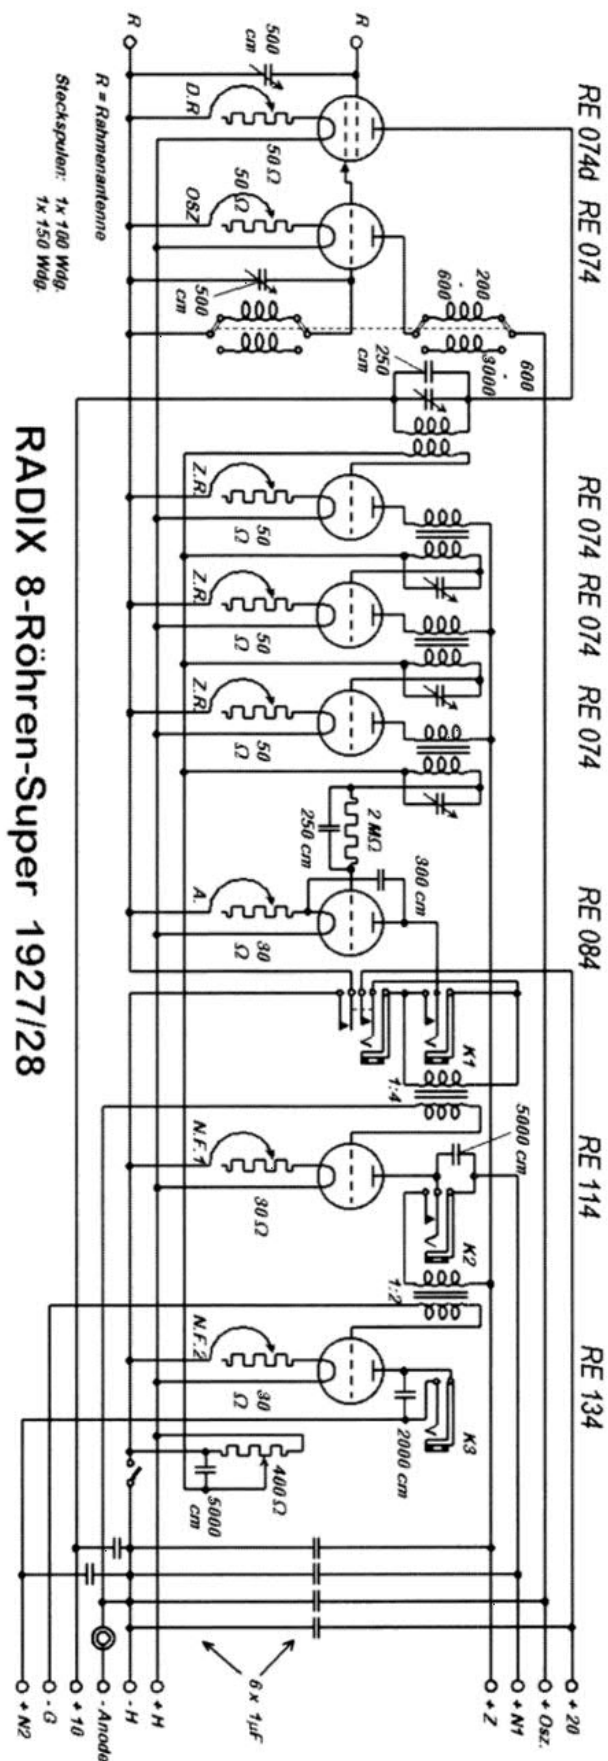 RE 074d
RE 074
RE 074
RE 074
RE 074
RE 084
RE 114
RE 134
R
R
500
cm
D.R
50 Ω
OSZ
50 Ω
500
cm
200
-
600
600
-
3000
250
cm
R = Rahmenantenne
Steckspulen: 1x 100 Wdg.
1x 150 Wdg.
Z.R.
50
Ω
Z.R.
50
Ω
Z.R.
50
Ω
2 MΩ
250 cm
300 cm
A.
30
Ω
K1
1:4
5000 cm
N.F.1
30 Ω
K2
1:2
N.F.2
30
Ω
K3
2000 cm
400 Ω
5000
cm
6 x 1µF
+ 20
+ Osz.
+ N1
+ Z
+ H
- H
- Anode
+ 10
- G
+ N2
RADIX 8-Röhren-Super 1927/28